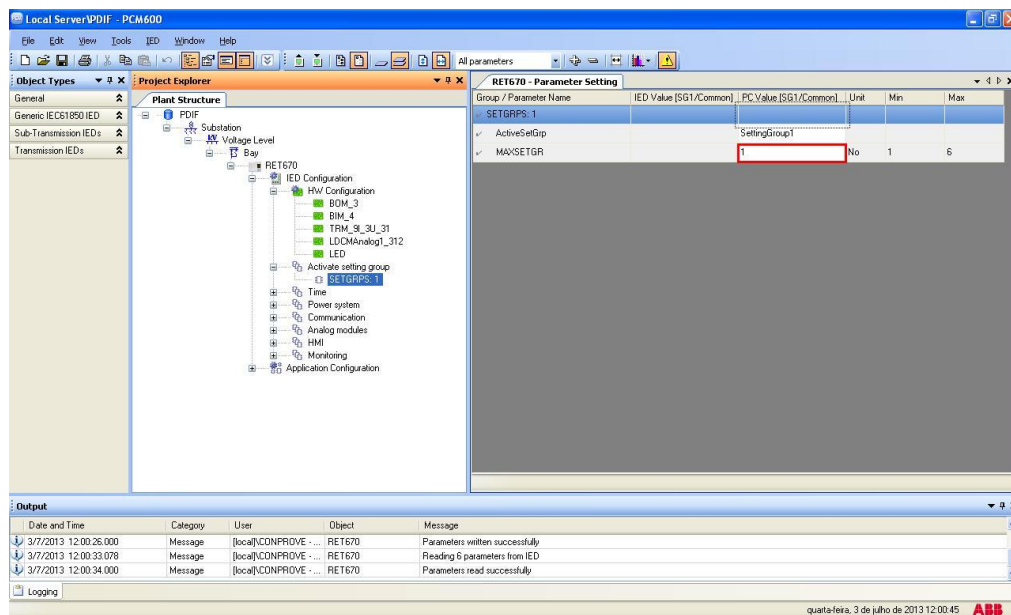 Local Server\PDIF - PCM600
File Edit View Tools IED Window Help
All parameters
Object Types
General
Generic IEC61850 IED
Sub-Transmission IEDs
Transmission IEDs
Project Explorer
Plant Structure
PDIF
Substation
Voltage Level
Bay
RET670
IED Configuration
HW Configuration
BOM_3
BIM_4
TRM_9I_3U_31
LDCMAnalog1_312
LED
Activate setting group
SETGRPS: 1
Time
Power system
Communication
Analog modules
HMI
Monitoring
Application Configuration
RET670 - Parameter Setting
Group / Parameter Name IED Value [SG1/Common] PC Value [SG1/Common] Unit Min Max
SETGRPS: 1
ActiveSetGrp SettingGroup1
MAXSETGR 1 No 1 6
Output
Date and Time Category User Object Message
3/7/2013 12:00:26.000 Message [local]\CONPROVE - ... RET670 Parameters written successfully
3/7/2013 12:00:33.078 Message [local]\CONPROVE - ... RET670 Reading 6 parameters from IED
3/7/2013 12:00:34.000 Message [local]\CONPROVE - ... RET670 Parameters read successfully
Logging
quarta-feira, 3 de julho de 2013 12:00:45 ABB